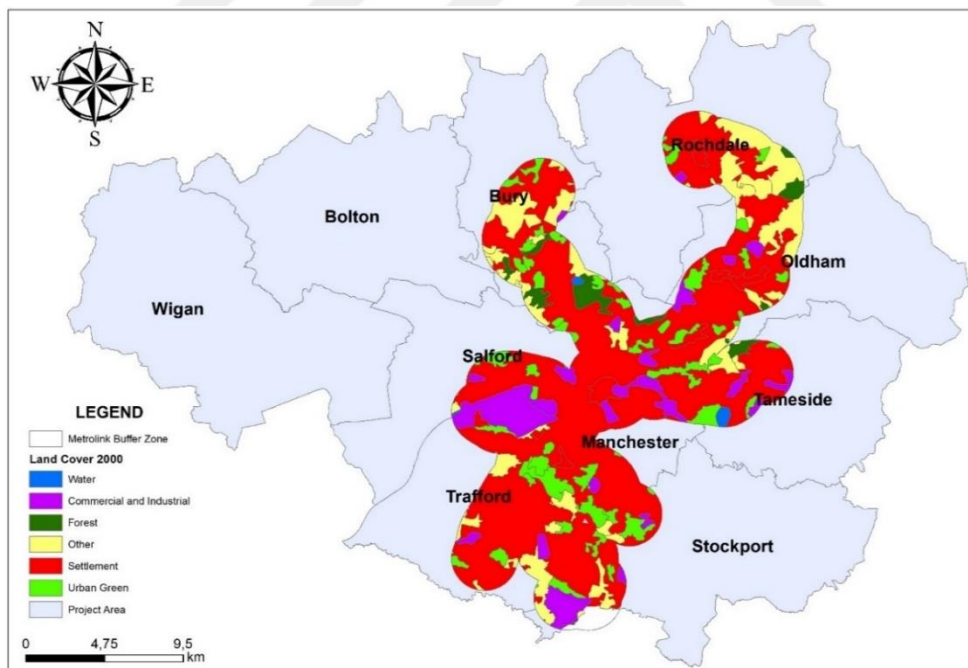 N
W E
S
Rochdale
Bury
Bolton
Oldham
Wigan
Salford
Tameside
Manchester
Trafford
Stockport
LEGEND
Metrolink Buffer Zone
Land Cover 2000
Water
Commercial and Industrial
Forest
Other
Settlement
Urban Green
Project Area
0 4,75 9,5
km